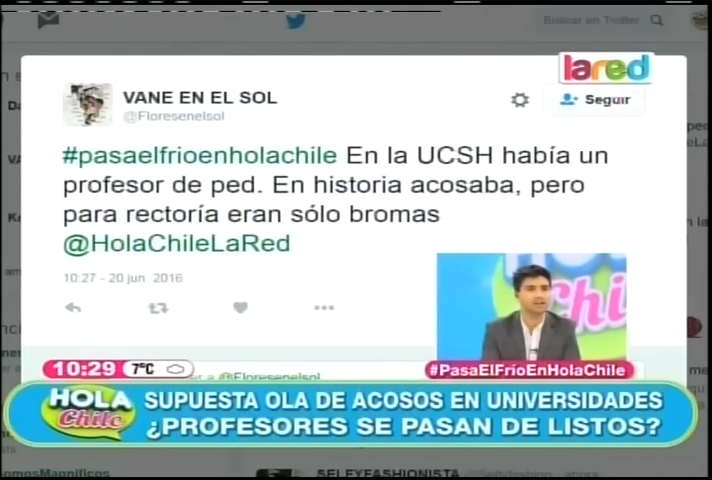 Buscar en Twitter
lared
VANE EN EL SOL
@Floresenelsol
Seguir
#pasaelfrioenholachile En la UCSH había un
profesor de ped. En historia acosaba, pero
para rectoría eran sólo bromas
@HolaChileLaRed
10:27 - 20 jun. 2016
10:29 7°C
@Floresenelsol
#PasaElFríoEnHolaChile
HOLA
Chile
SUPUESTA OLA DE ACOSOS EN UNIVERSIDADES
¿PROFESORES SE PASAN DE LISTOS?
SELFYFASHIONISTA